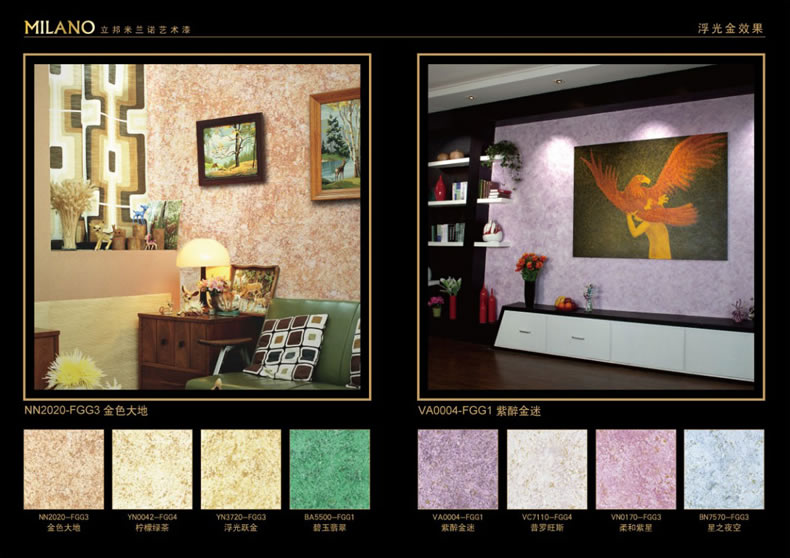 MILANO 立邦米兰诺艺术漆
浮光金效果
NN2020-FGG3 金色大地
VA0004-FGG1 紫醉金迷
NN2020-FGG3
金色大地
YN0042-FGG4
柠檬绿茶
YN3720-FGG3
浮光跃金
BA5500-FGG1
碧玉翡翠
VA0004-FGG1
紫醉金迷
VC7110-FGG4
普罗旺斯
VN0170-FGG3
柔和紫星
BN7570-FGG3
星之夜空